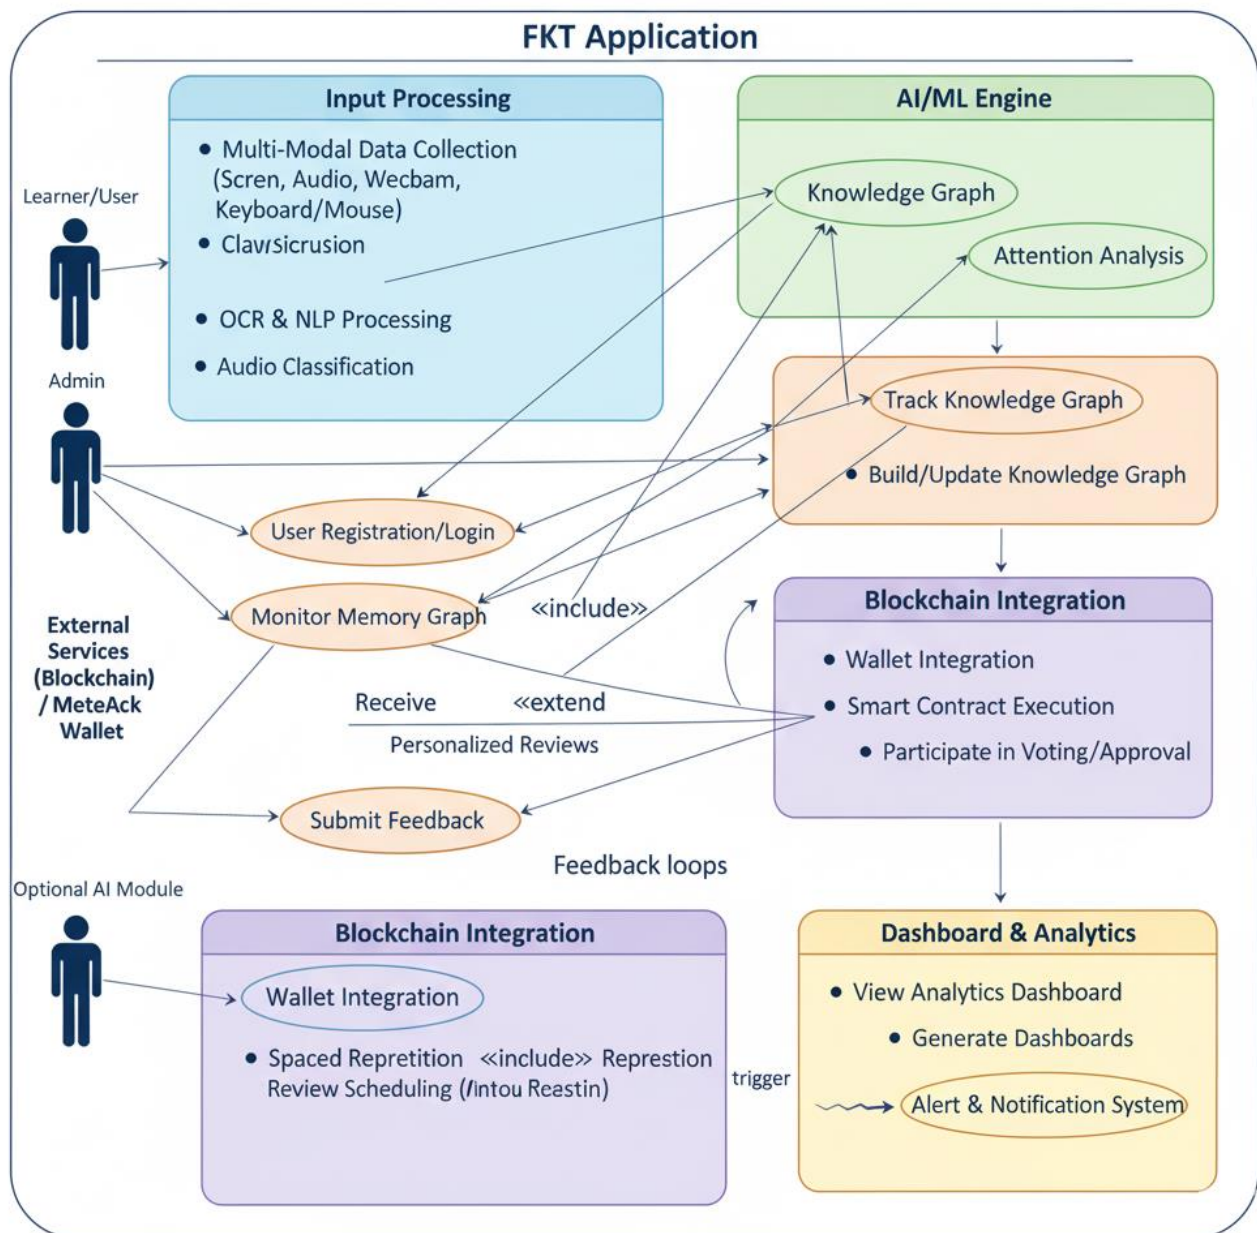 FKT Application
Input Processing
• Multi-Modal Data Collection
(Scren, Audio, Wecbam,
Keyboard/Mouse)
• Clavrsicrusion
• OCR & NLP Processing
• Audio Classification
AI/ML Engine
Knowledge Graph
Attention Analysis
Learner/User
Admin
Track Knowledge Graph
• Build/Update Knowledge Graph
User Registration/Login
Monitor Memory Graph
«include»
External
Services
(Blockchain)
/ MeteAck
Wallet
Receive «extend
Personalized Reviews
Blockchain Integration
• Wallet Integration
• Smart Contract Execution
• Participate in Voting/Approval
Submit Feedback
Feedback loops
Optional AI Module
Blockchain Integration
Wallet Integration
• Spaced Repretition «include» Represtion
Review Scheduling (Intou Reastin)
trigger
Dashboard & Analytics
• View Analytics Dashboard
• Generate Dashboards
Alert & Notification System